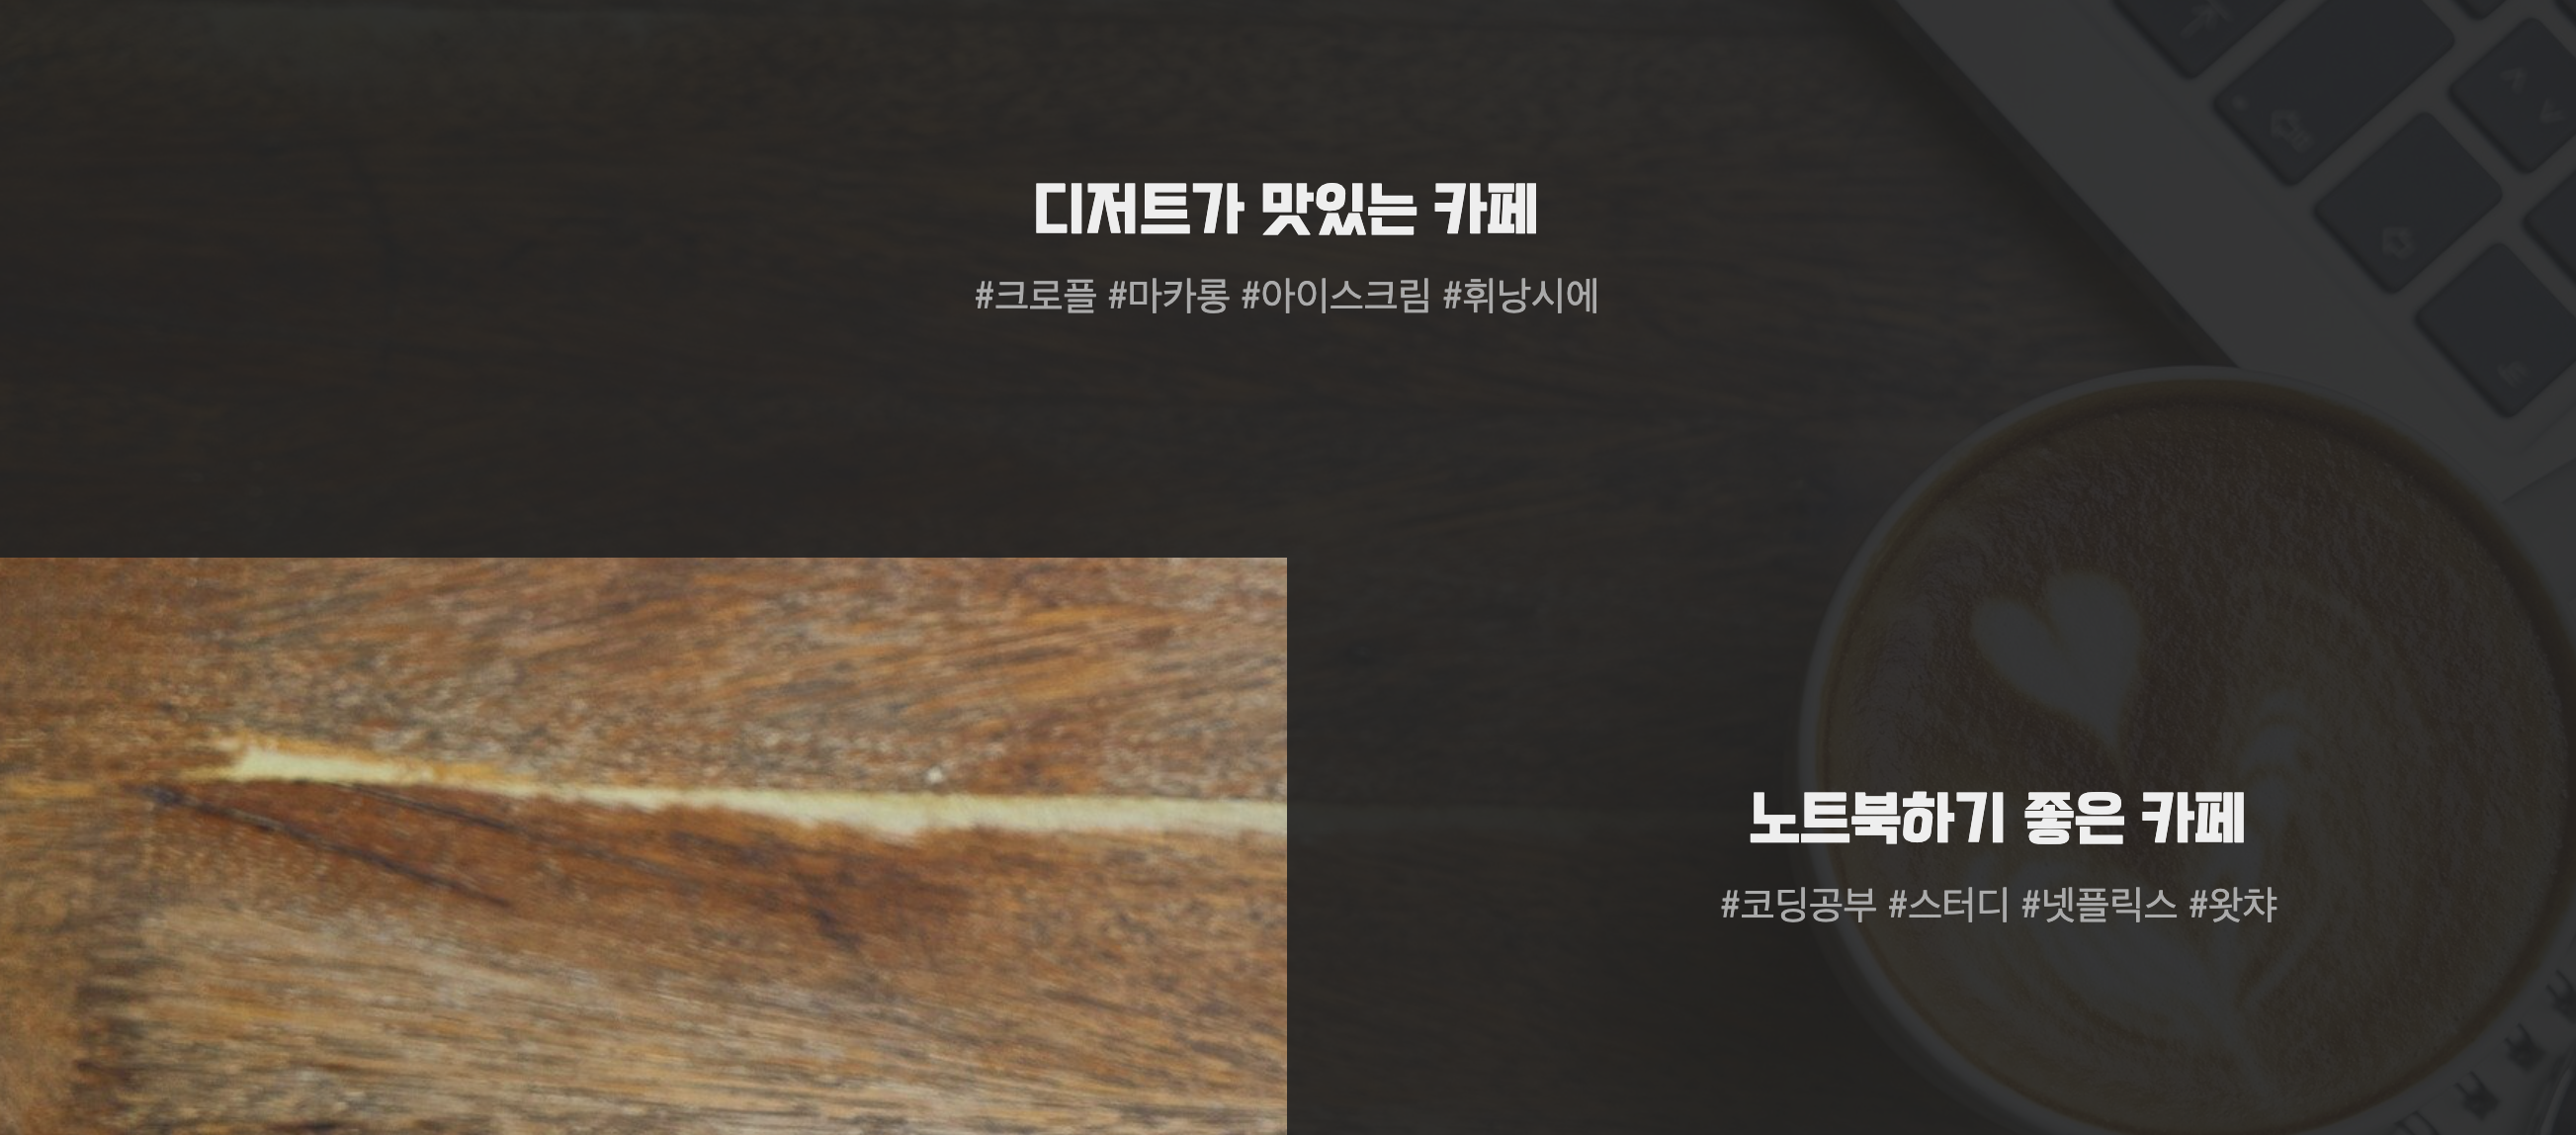 디저트가 맛있는 카페
#크로플 #마카롱 #아이스크림 #휘낭시에
노트북하기 좋은 카페
#코딩공부 #스터디 #넷플릭스 #왓챠